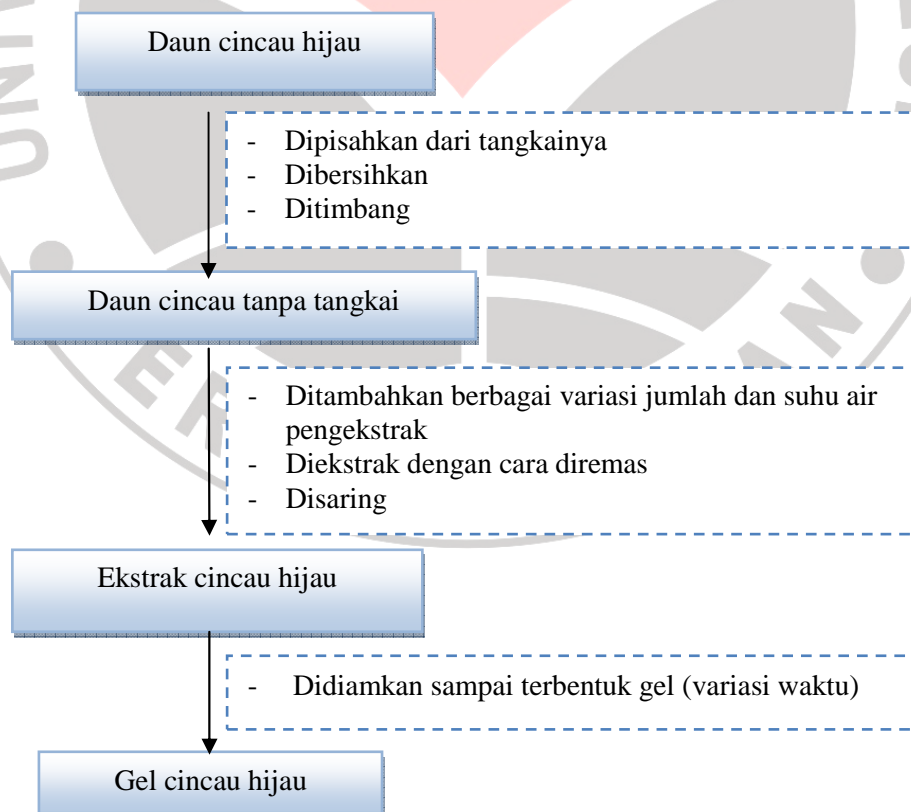 Daun cincau hijau
- Dipisahkan dari tangkainya
- Dibersihkan
- Ditimbang
Daun cincau tanpa tangkai
- Ditambahkan berbagai variasi jumlah dan suhu air
pengekstrak
- Diekstrak dengan cara diremas
- Disaring
Ekstrak cincau hijau
- Didiamkan sampai terbentuk gel (variasi waktu)
Gel cincau hijau